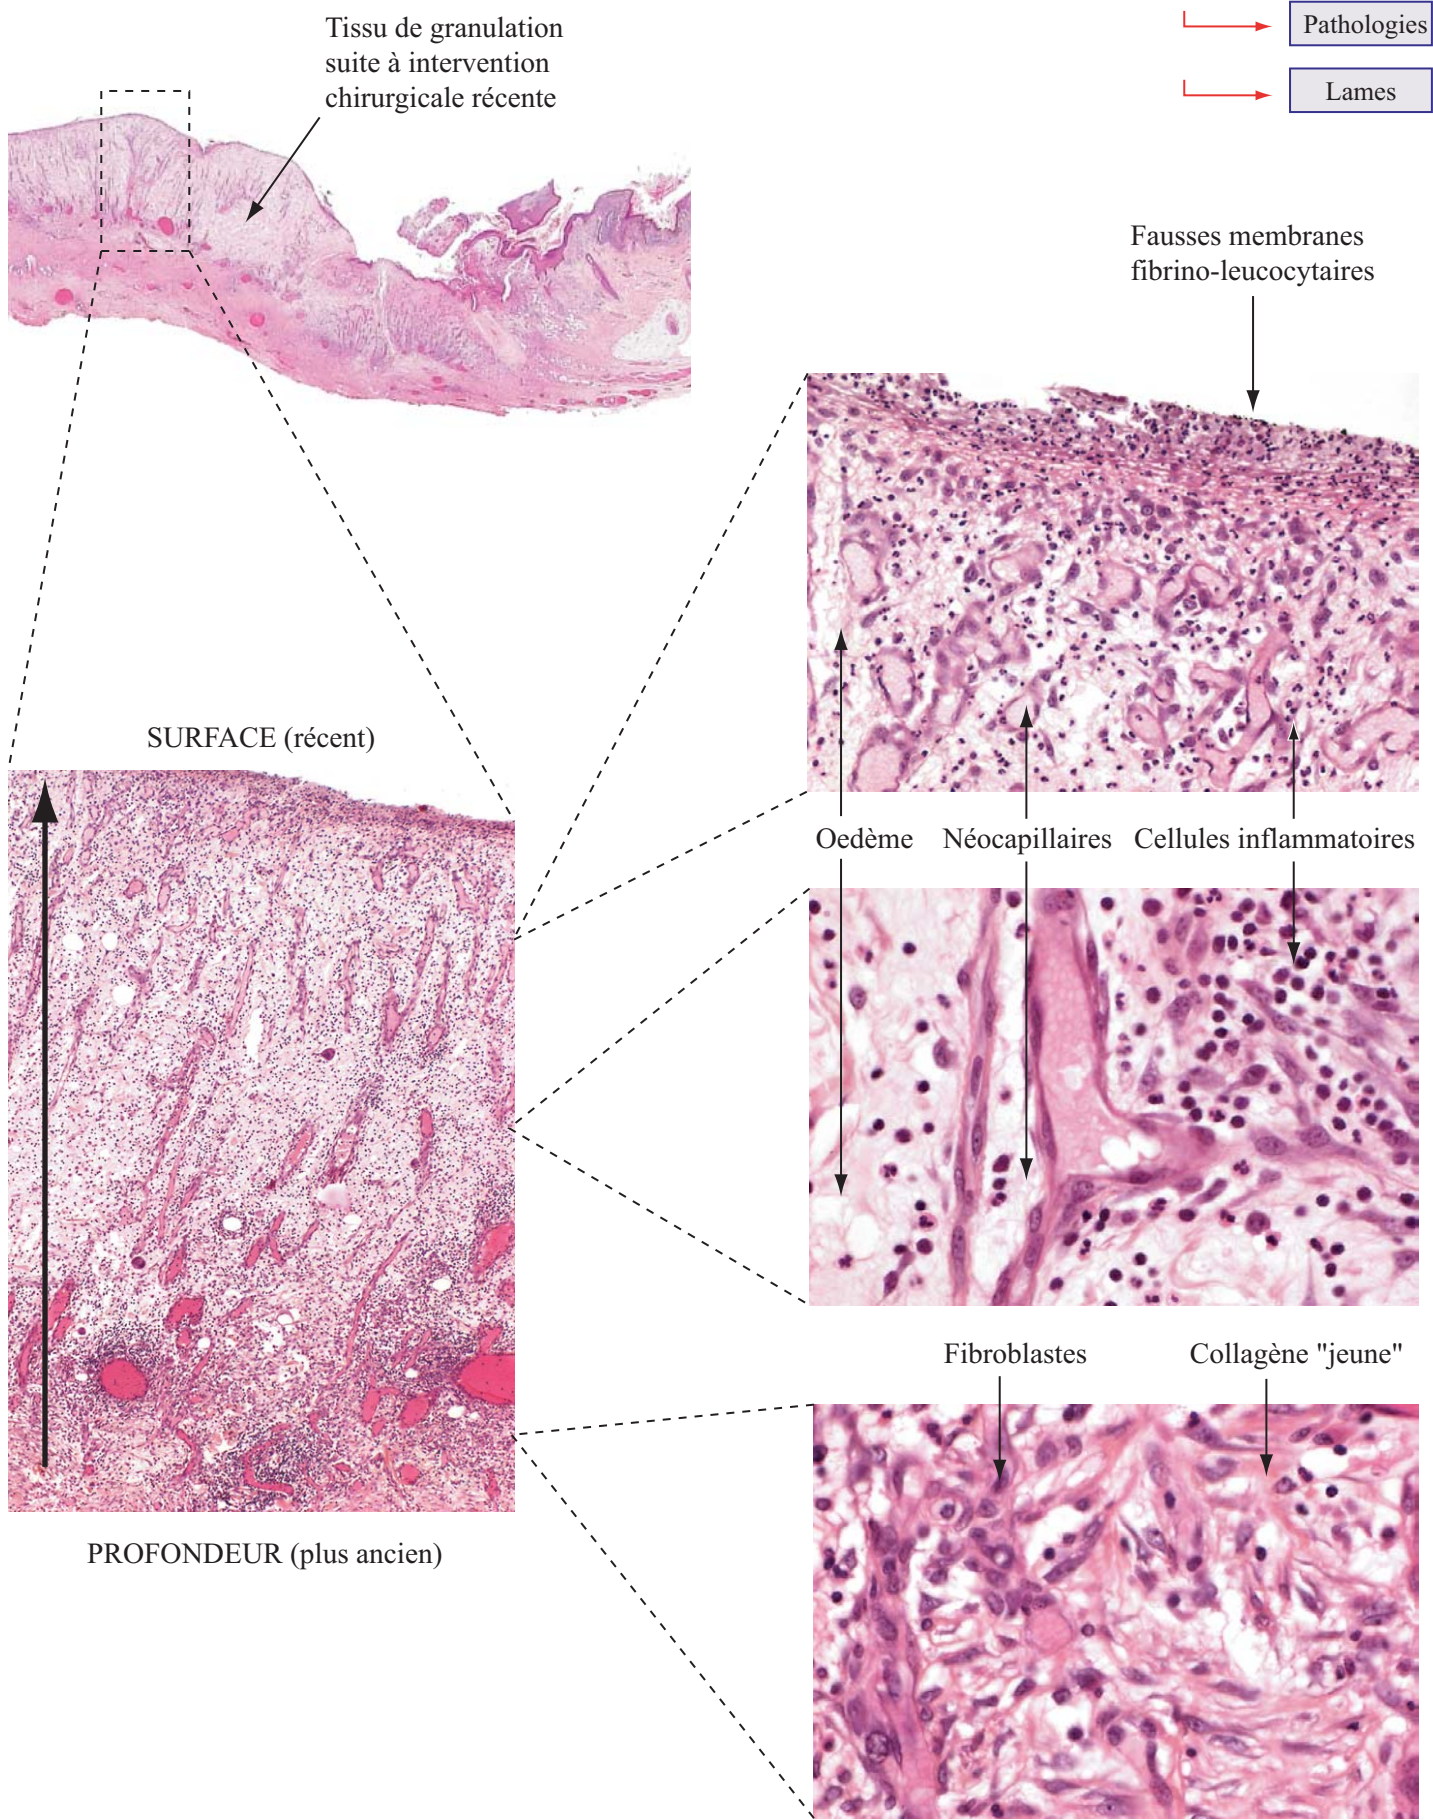 Tissu de granulation
suite à intervention
chirurgicale récente
Pathologies
Lames
Fausses membranes
fibrino-leucocytaires
SURFACE (récent)
Oedème
Néocapillaires
Cellules inflammatoires
Fibroblastes
Collagène "jeune"
PROFONDEUR (plus ancien)